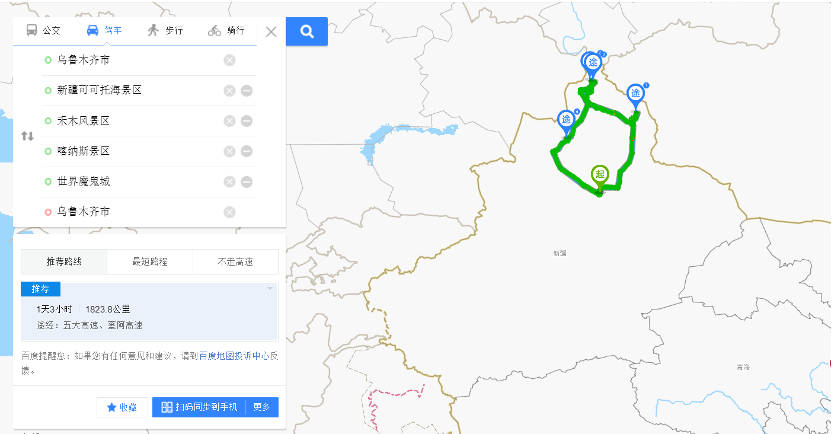 公交 驾车 步行 骑行
乌鲁木齐市
新疆可可托海景区
禾木风景区
喀纳斯景区
世界魔鬼城
乌鲁木齐市
推荐路线 最短路程 不走高速
推荐
1天3小时 1823.8公里
途经：五大高速、奎阿高速
百度提醒您：如果您有任何意见和建议，请到百度地图投诉中心反
馈。
收藏 扫码同步到手机 更多
途
途
途
起
新疆
青海